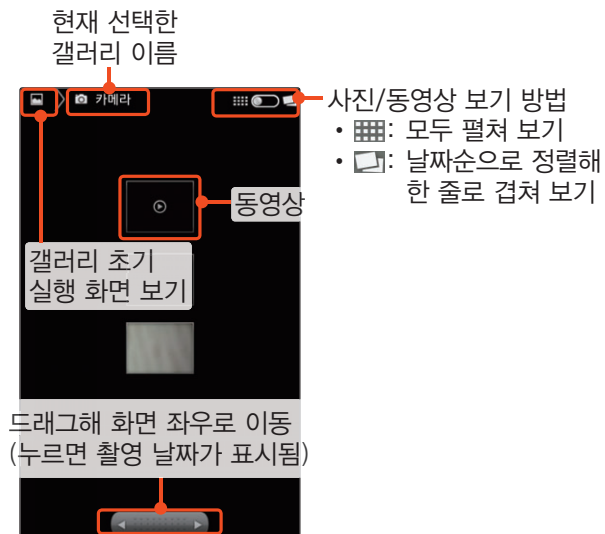 현재 선택한
갤러리 이름
카메라
사진/동영상 보기 방법
• : 모두 펼쳐 보기
• : 날짜순으로 정렬해
한 줄로 겹쳐 보기
동영상
갤러리 초기
실행 화면 보기
드래그해 화면 좌우로 이동
(누르면 촬영 날짜가 표시됨)